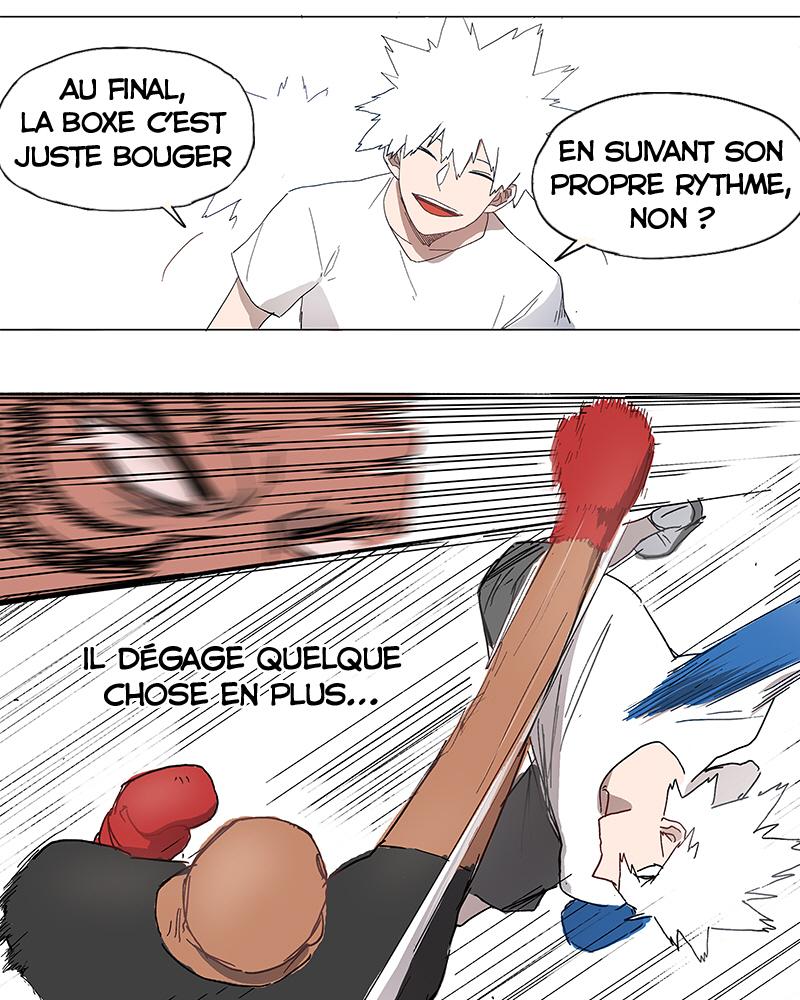 AU FINAL,
LA BOXE C'EST
JUSTE BOUGER
EN SUIVANT SON
PROPRE RYTHME,
NON ?
IL DÉGAGE QUELQUE
CHOSE EN PLUS...